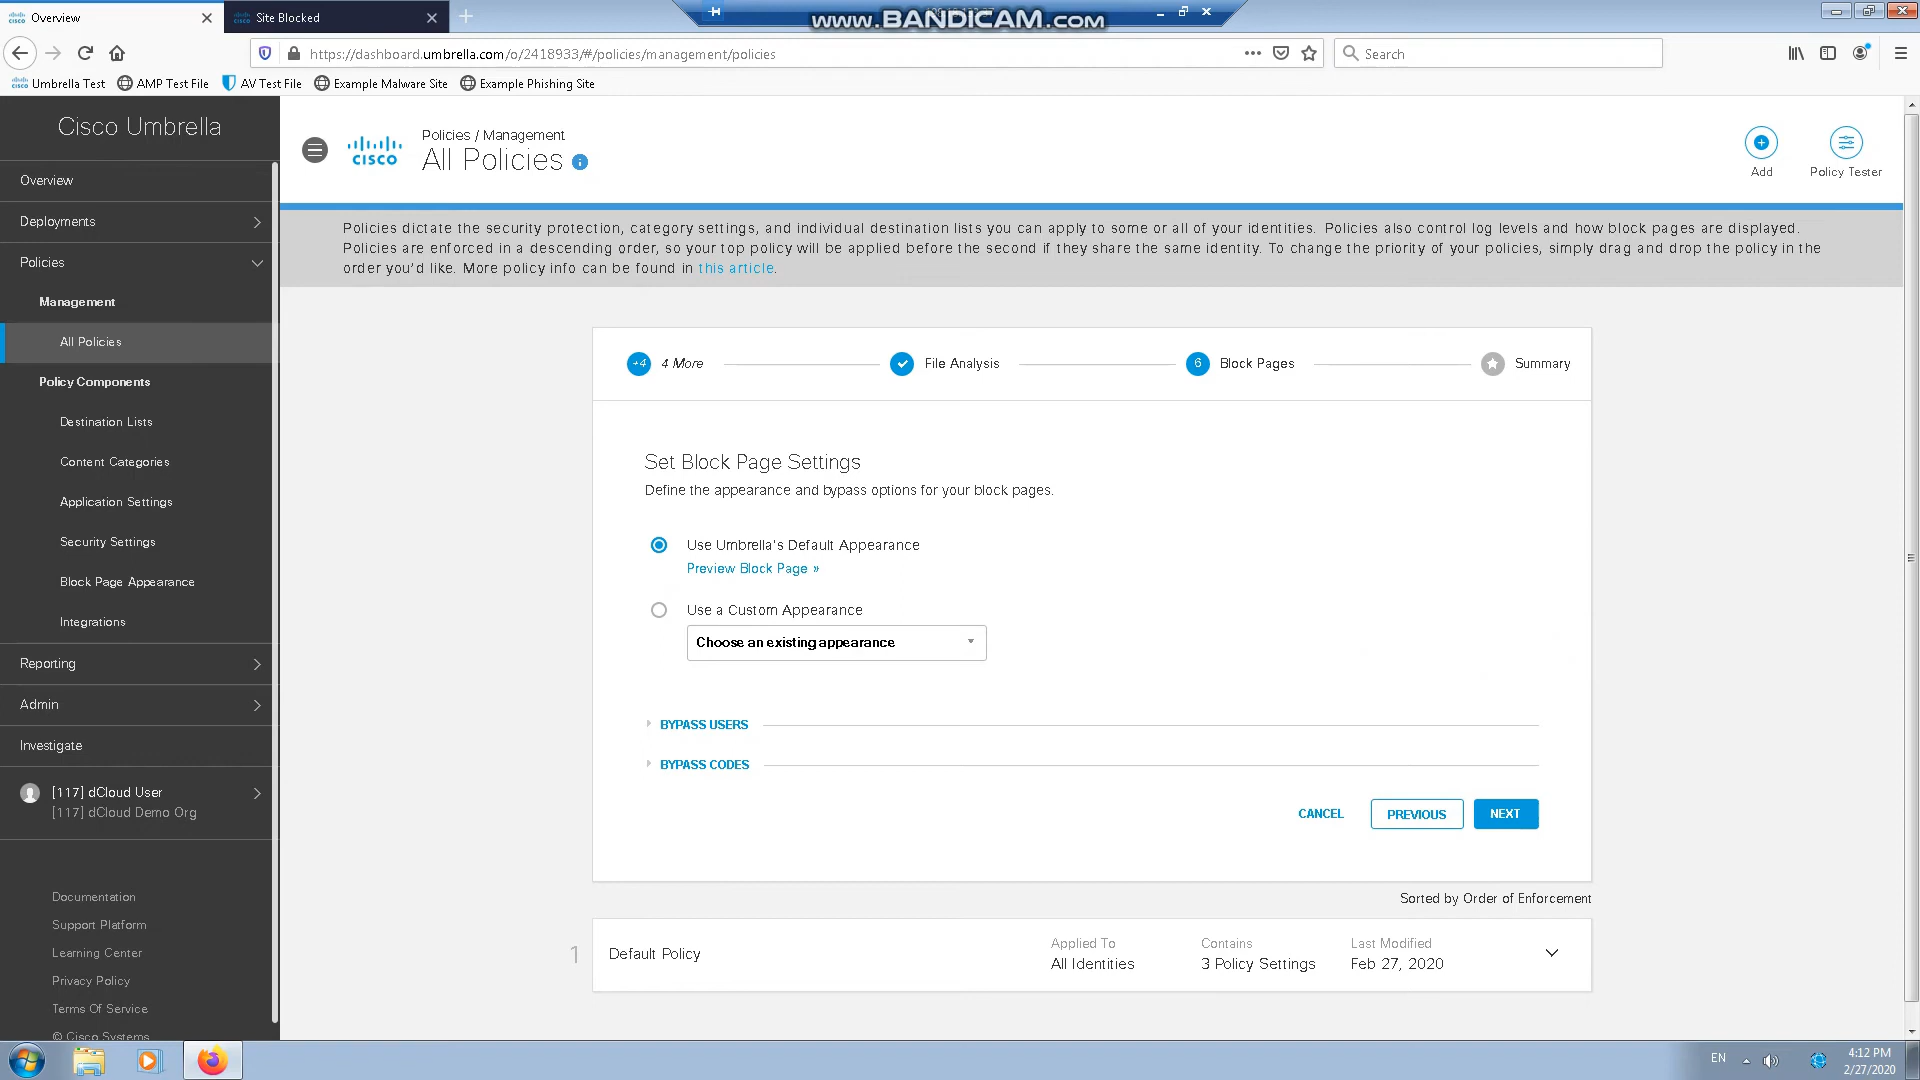 Overview
Site Blocked
www.BANDICAM.com
https://dashboard.umbrella.com/o/2418933/#/policies/management/policies
Search
Umbrella Test
AMP Test File
AV Test File
Example Malware Site
Example Phishing Site
Cisco Umbrella
Overview
Deployments
Policies
Management
All Policies
Policy Components
Destination Lists
Content Categories
Application Settings
Security Settings
Block Page Appearance
Integrations
Reporting
Admin
Investigate
[117] dCloud User
[117] dCloud Demo Org
Documentation
Support Platform
Learning Center
Privacy Policy
Terms Of Service
© Cisco Systems
cisco
Policies / Management
All Policies
Add
Policy Tester
Policies dictate the security protection, category settings, and individual destination lists you can apply to some or all of your identities. Policies also control log levels and how block pages are displayed.
Policies are enforced in a descending order, so your top policy will be applied before the second if they share the same identity. To change the priority of your policies, simply drag and drop the policy in the
order you'd like. More policy info can be found in this article.
+4 4 More
File Analysis
6 Block Pages
Summary
Set Block Page Settings
Define the appearance and bypass options for your block pages.
Use Umbrella's Default Appearance
Preview Block Page »
Use a Custom Appearance
Choose an existing appearance
BYPASS USERS
BYPASS CODES
CANCEL
PREVIOUS
NEXT
Sorted by Order of Enforcement
1
Default Policy
Applied To
All Identities
Contains
3 Policy Settings
Last Modified
Feb 27, 2020
EN
4:12 PM
2/27/2020